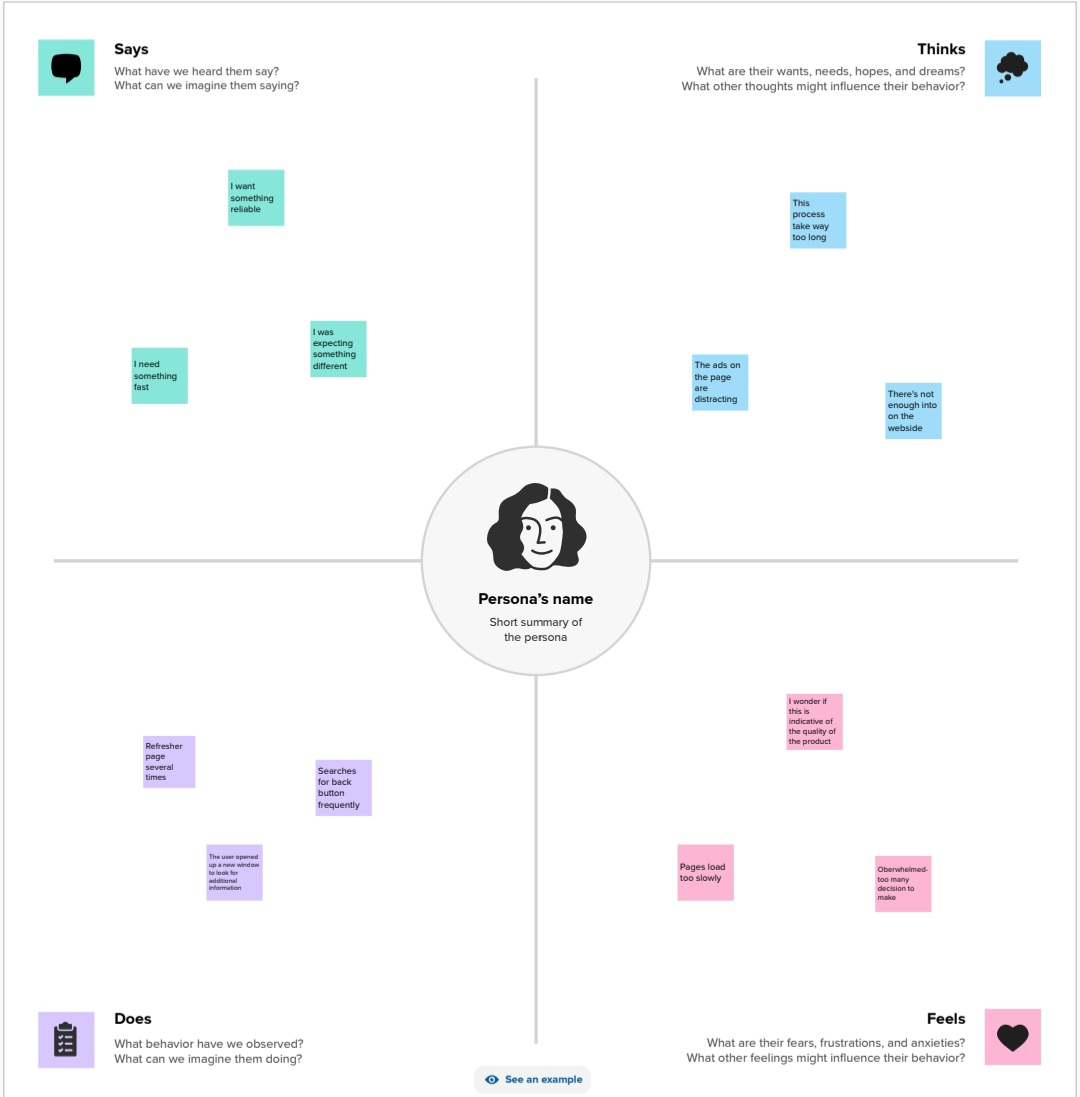 Says
What have we heard them say?
What can we imagine them saying?
Thinks
What are their wants, needs, hopes, and dreams?
What other thoughts might influence their behavior?
I want
something
reliable
This
process
take way
too long
I need
something
fast
I was
expecting
something
different
The ads on
the page
are
distracting
There's not
enough into
on the
webside
Persona's name
Short summary of
the persona
Refresher
page
several
times
Searches
for back
button
frequently
The user opened
up a new window
to look for
additional
information
I wonder if
this is
indicative of
the quality of
the product
Pages load
too slowly
Oberwhelmed-
too many
decision to
make
Does
What behavior have we observed?
What can we imagine them doing?
Feels
What are their fears, frustrations, and anxieties?
What other feelings might influence their behavior?
See an example